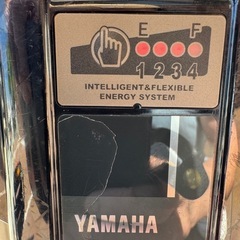 E F
1 2 3 4
INTELLIGENT&FLEXIBLE
ENERGY SYSTEM
YAMAHA